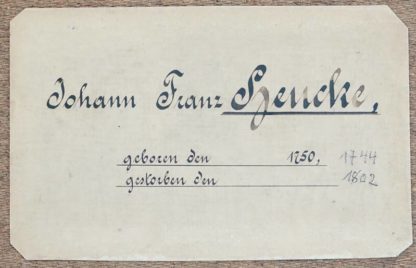 Johann Franz Hencke,
geboren den 1750, 1744
gestorben den 1802